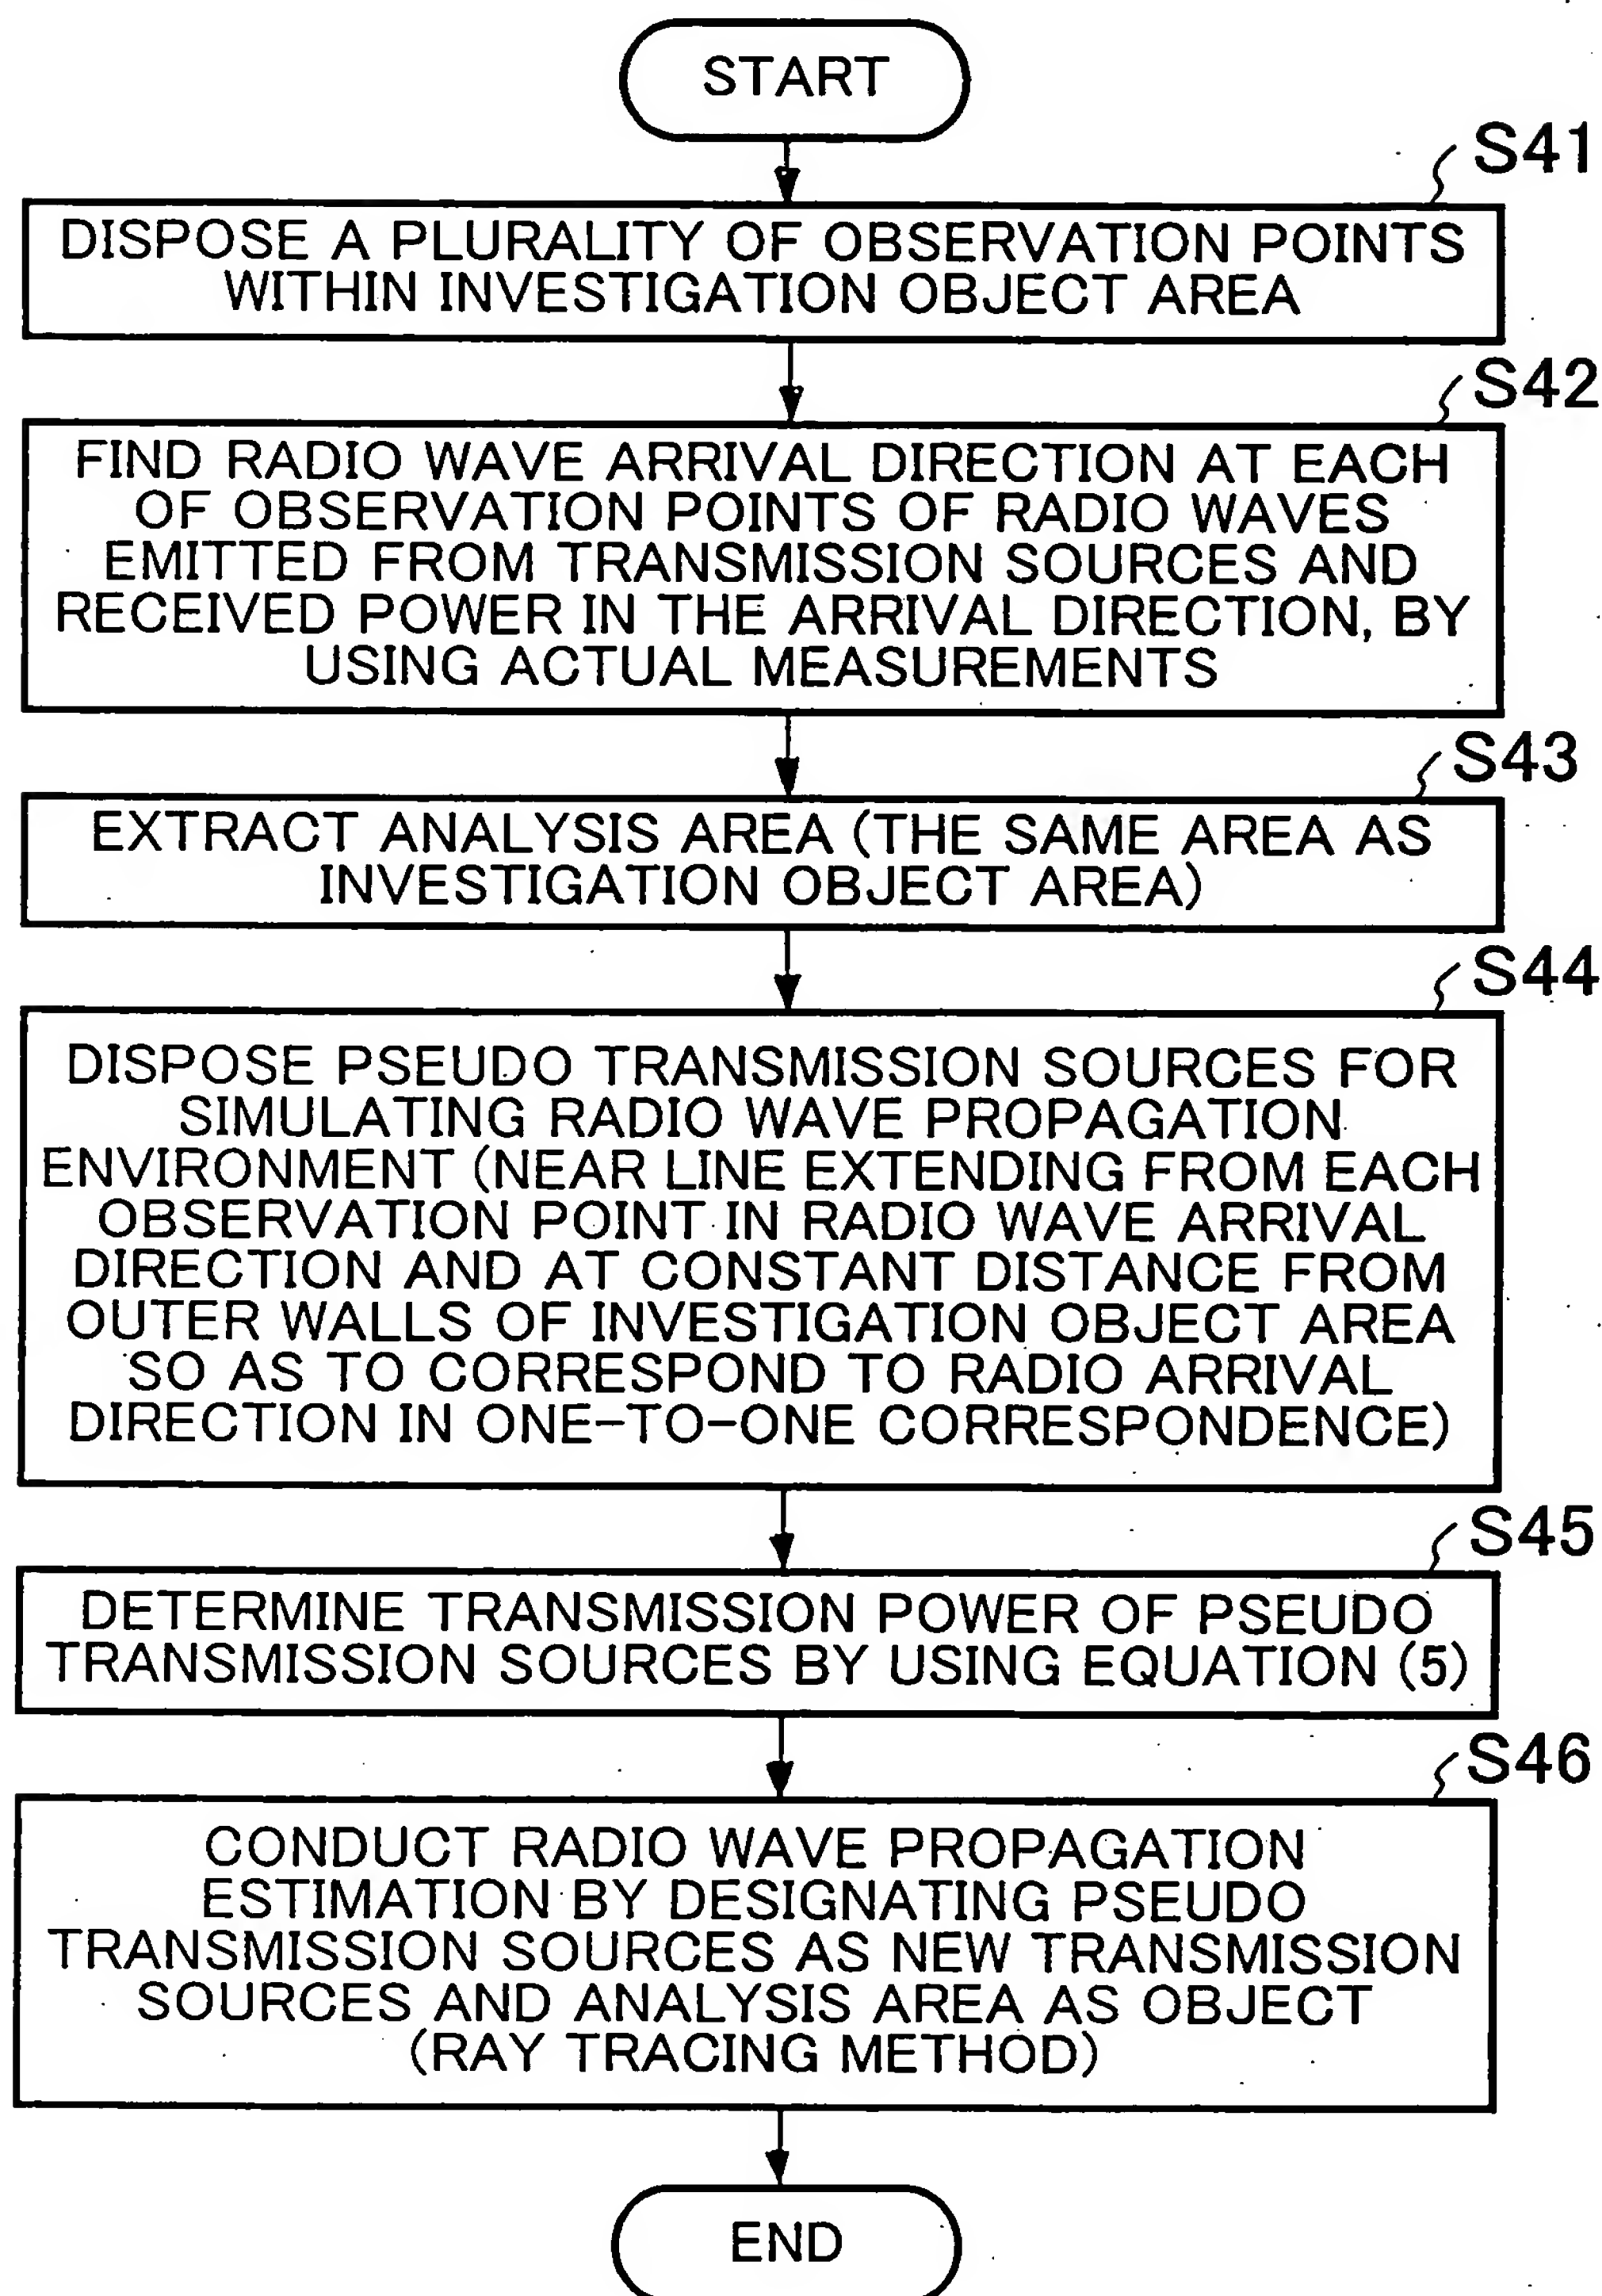 START
S41
DISPOSE A PLURALITY OF OBSERVATION POINTS
WITHIN INVESTIGATION OBJECT AREA
S42
FIND RADIO WAVE ARRIVAL DIRECTION AT EACH
OF OBSERVATION POINTS OF RADIO WAVES
EMITTED FROM TRANSMISSION SOURCES AND
RECEIVED POWER IN THE ARRIVAL DIRECTION, BY
USING ACTUAL MEASUREMENTS
S43
EXTRACT ANALYSIS AREA (THE SAME AREA AS
INVESTIGATION OBJECT AREA)
S44
DISPOSE PSEUDO TRANSMISSION SOURCES FOR
SIMULATING RADIO WAVE PROPAGATION
ENVIRONMENT (NEAR LINE EXTENDING FROM EACH
OBSERVATION POINT IN RADIO WAVE ARRIVAL
DIRECTION AND AT CONSTANT DISTANCE FROM
OUTER WALLS OF INVESTIGATION OBJECT AREA
SO AS TO CORRESPOND TO RADIO ARRIVAL
DIRECTION IN ONE-TO-ONE CORRESPONDENCE)
S45
DETERMINE TRANSMISSION POWER OF PSEUDO
TRANSMISSION SOURCES BY USING EQUATION (5)
S46
CONDUCT RADIO WAVE PROPAGATION
ESTIMATION BY DESIGNATING PSEUDO
TRANSMISSION SOURCES AS NEW TRANSMISSION
SOURCES AND ANALYSIS AREA AS OBJECT
(RAY TRACING METHOD)
END